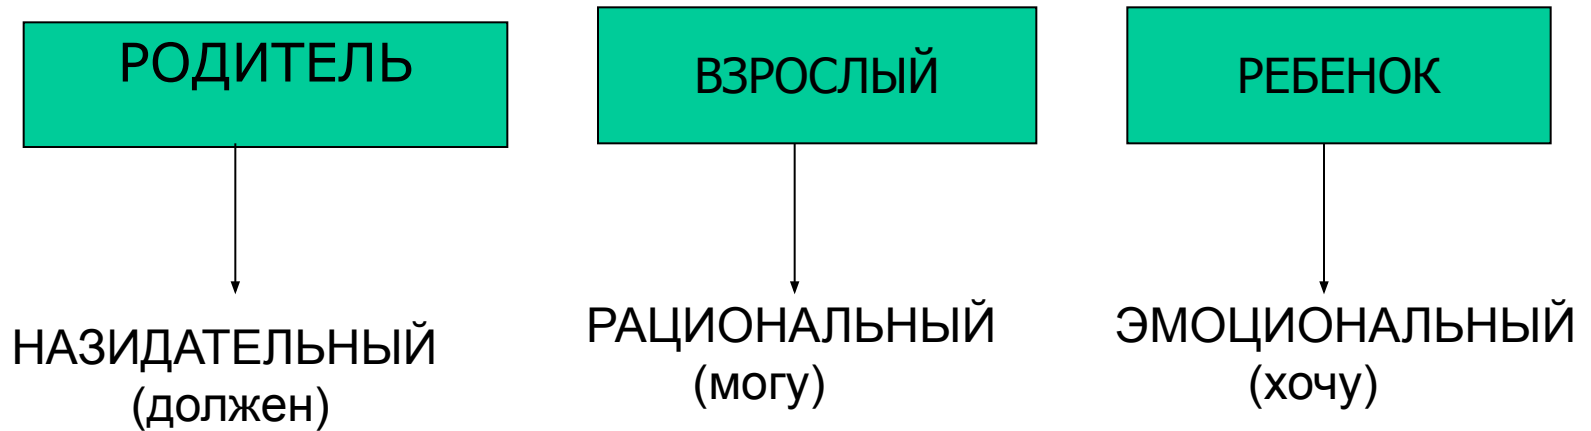 РОДИТЕЛЬ
ВЗРОСЛЫЙ
РЕБЕНОК
НАЗИДАТЕЛЬНЫЙ
(должен)
РАЦИОНАЛЬНЫЙ
(могу)
ЭМОЦИОНАЛЬНЫЙ
(хочу)